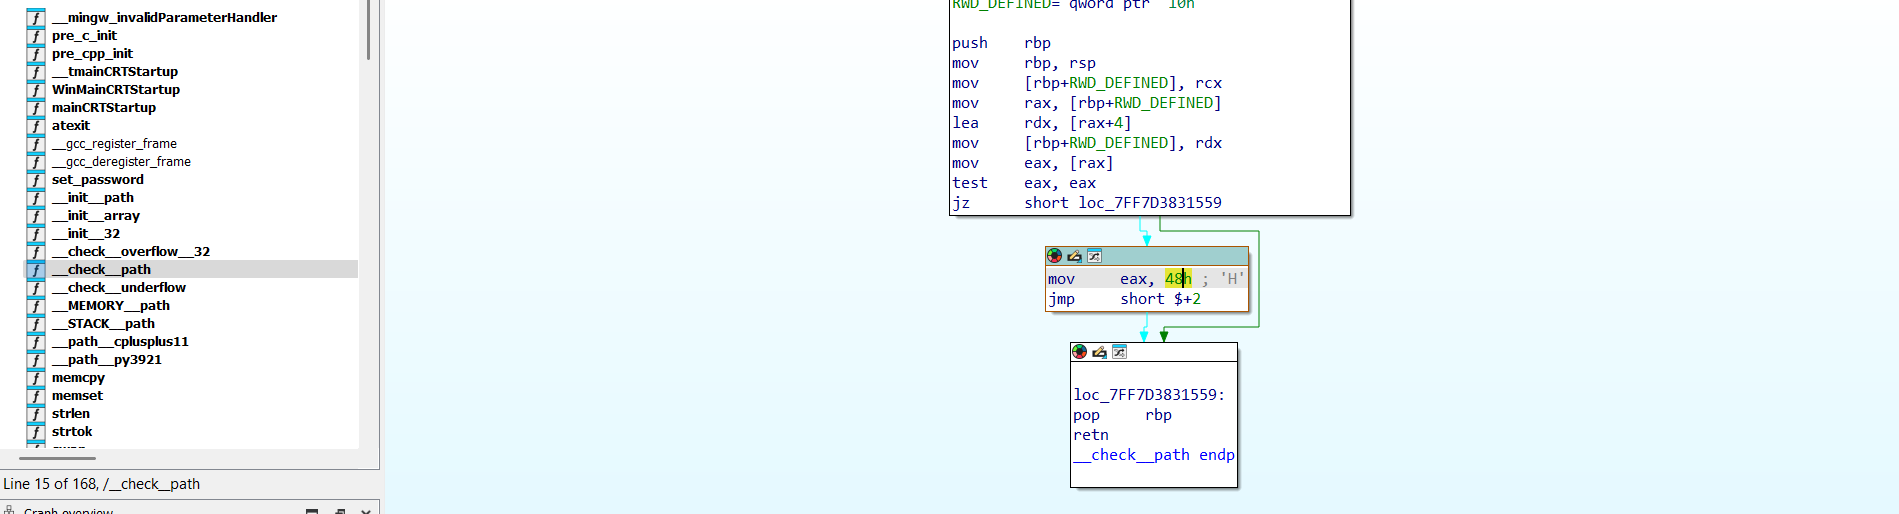 __mingw_invalidParameterHandler
pre_c_init
pre_cpp_init
__tmainCRTStartup
WinMainCRTStartup
mainCRTStartup
atexit
__gcc_register_frame
__gcc_deregister_frame
set_password
__init__path
__init__array
__init__32
__check__overflow__32
__check__path
__check__underflow
__MEMORY__path
__STACK__path
__path__cplusplus11
__path__py3921
memcpy
memset
strlen
strtok
Line 15 of 168, /__check__path
Graph overview
RWD_DEFINED= qword ptr  10h
push rbp
mov rbp, rsp
mov [rbp+RWD_DEFINED], rcx
mov rax, [rbp+RWD_DEFINED]
lea rdx, [rax+4]
mov [rbp+RWD_DEFINED], rdx
mov eax, [rax]
test eax, eax
jz short loc_7FF7D3831559
mov eax, 48h ; 'H'
jmp short $+2
loc_7FF7D3831559:
pop rbp
retn
__check__path endp